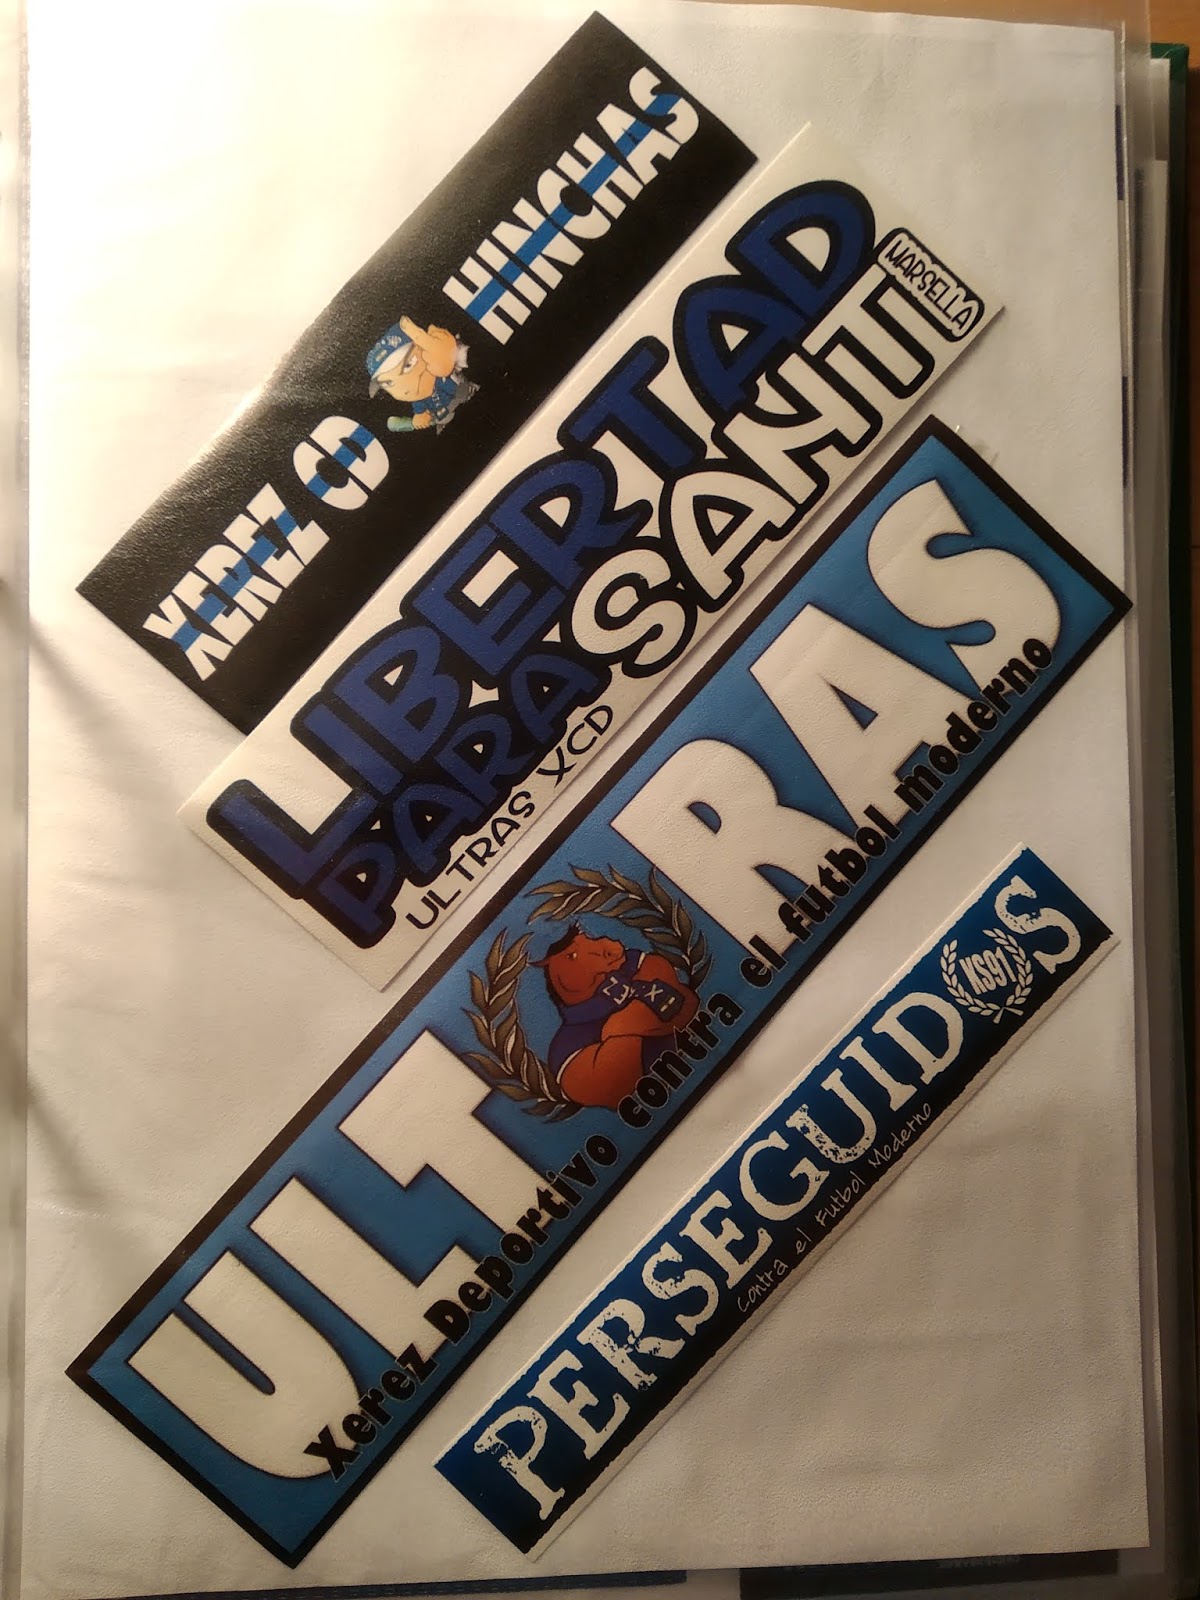 XEREZ CD HINCHAS
LIBERTAD
PARA SANTI
MARSELLA
ULTRAS XCD
ULTRAS
Xerez Deportivo contra el futbol moderno
PERSEGUIDOS
KS91
Contra el Futbol Moderno